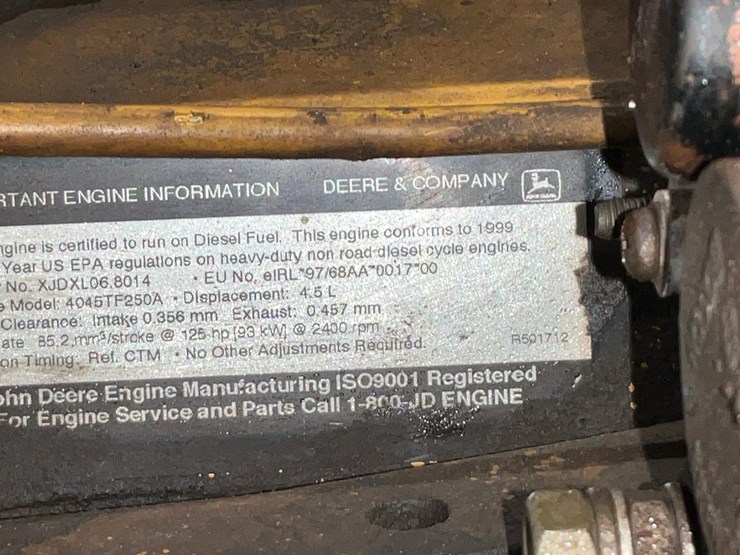 RTANT ENGINE INFORMATION DEERE & COMPANY
JOHN DEERE
ngine is certified to run on Diesel Fuel. This engine conforms to 1999
Year US EPA regulations on heavy-duty non road diesel cycle engines.
No. XJDXL06.8014 • EU No. eIRL*97/68AA*0017*00
Model: 4045TF250A • Displacement: 4.5 L
Clearance: Intake 0.356 mm Exhaust: 0.457 mm
ate 85.2 mm³/stroke @ 125 hp [93 kW] @ 2400 rpm
on Timing: Ref. CTM • No Other Adjustments Required.
R501712
ohn Deere Engine Manufacturing ISO9001 Registered
For Engine Service and Parts Call 1-800-JD ENGINE